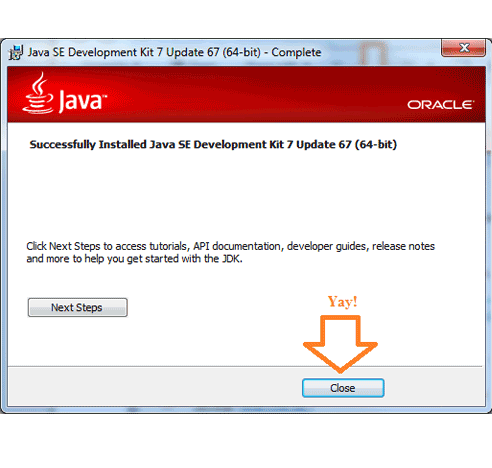 Java SE Development Kit 7 Update 67 (64-bit) - Complete
Java™
ORACLE®
Successfully Installed Java SE Development Kit 7 Update 67 (64-bit)
Click Next Steps to access tutorials, API documentation, developer guides, release notes
and more to help you get started with the JDK.
Next Steps
Yay!
Close